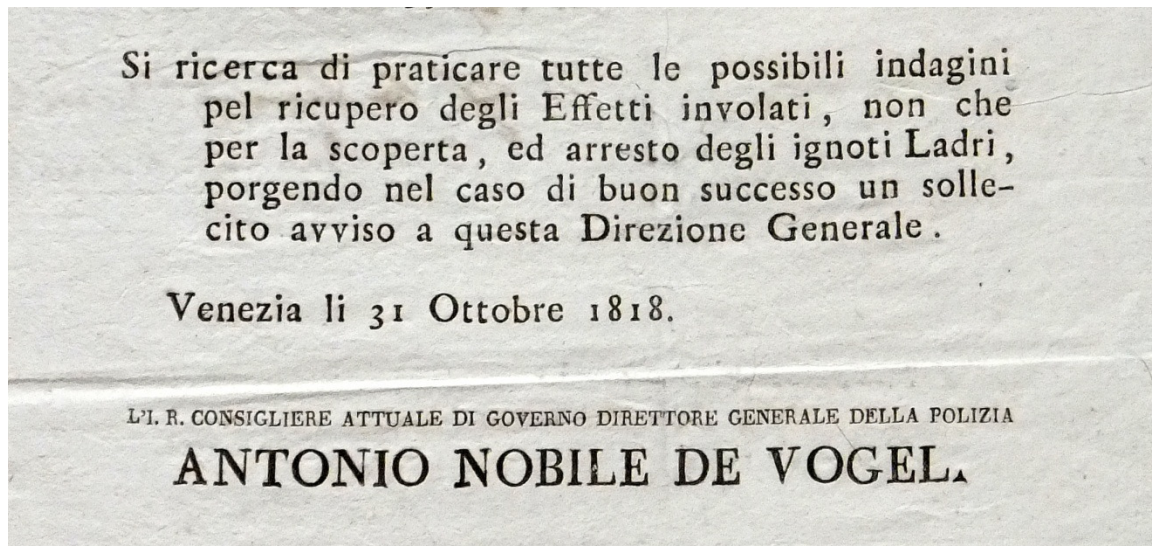 Si ricerca di praticare tutte le possibili indagini
pel ricupero degli Effetti involati, non che
per la scoperta, ed arresto degli ignoti Ladri,
porgendo nel caso di buon successo un solle-
cito avviso a questa Direzione Generale.
Venezia li 31 Ottobre 1818.
L'I. R. CONSIGLIERE ATTUALE DI GOVERNO DIRETTORE GENERALE DELLA POLIZIA
ANTONIO NOBILE DE VOGEL.